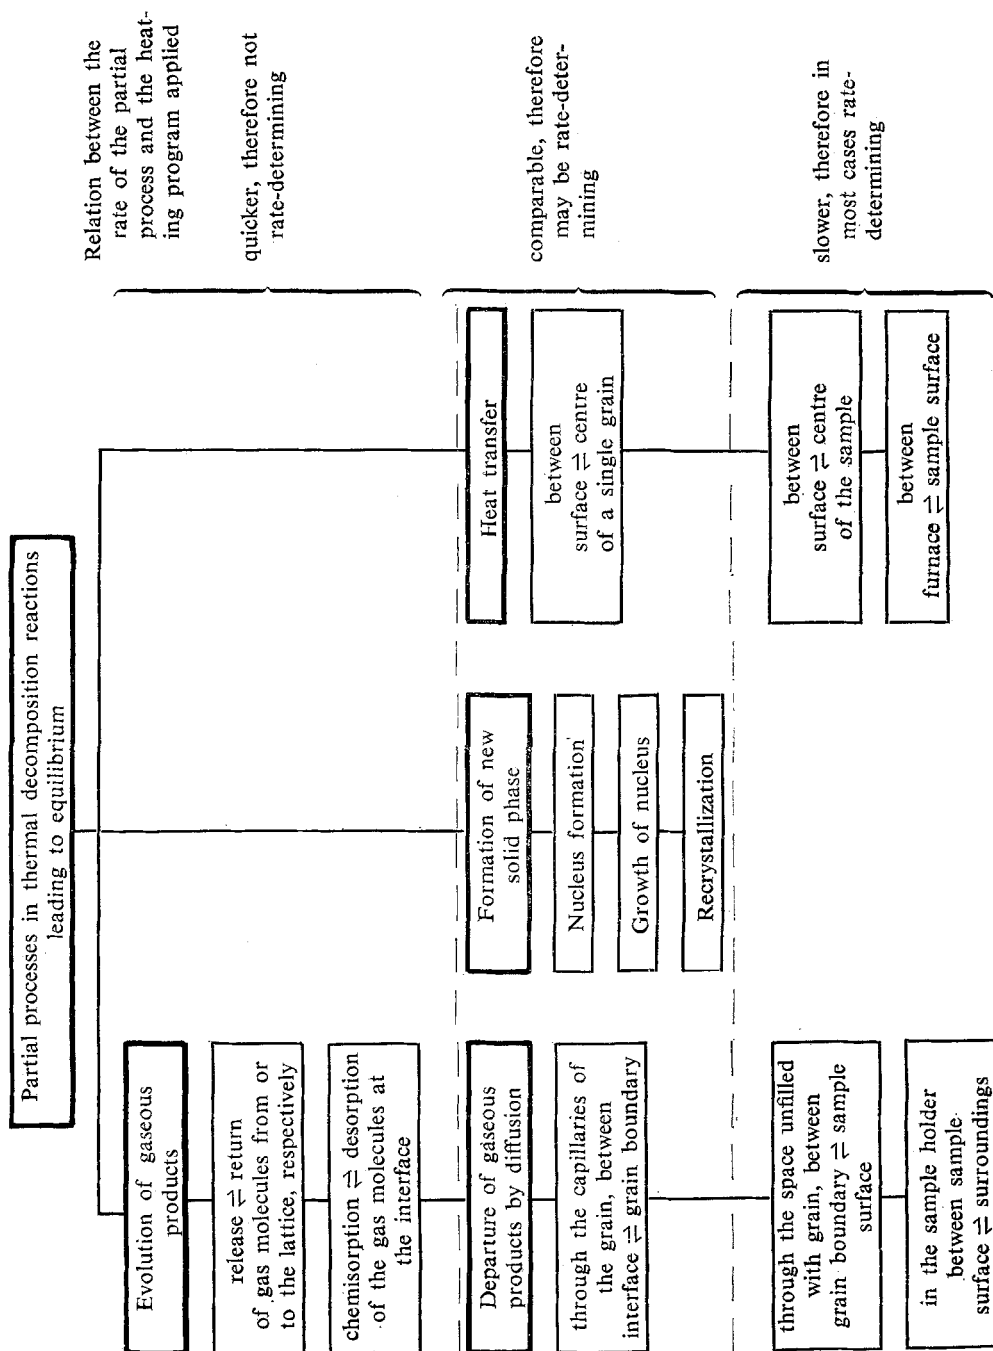 Partial processes in thermal decomposition reactions
leading to equilibrium
Relation between the
rate of the partial
process and the heat-
ing program applied
Evolution of gaseous
products
release ⇌ return
of gas molecules from or
to the lattice, respectively
chemisorption ⇌ desorption
of the gas molecules at
the interface
quicker, therefore not
rate-determining
Departure of gaseous
products by diffusion
through the capillaries of
the grain, between
interface ⇌ grain boundary
Formation of new
solid phase
Nucleus formation
Growth of nucleus
Recrystallization
Heat transfer
between
surface ⇌ centre
of a single grain
comparable, therefore
may be rate-deter-
mining
through the space unfilled
with grain, between
grain boundary ⇌ sample
surface
in the sample holder
between sample
surface ⇌ surroundings
between
surface ⇌ centre
of the sample
between
furnace ⇌ sample surface
slower, therefore in
most cases rate-
determining